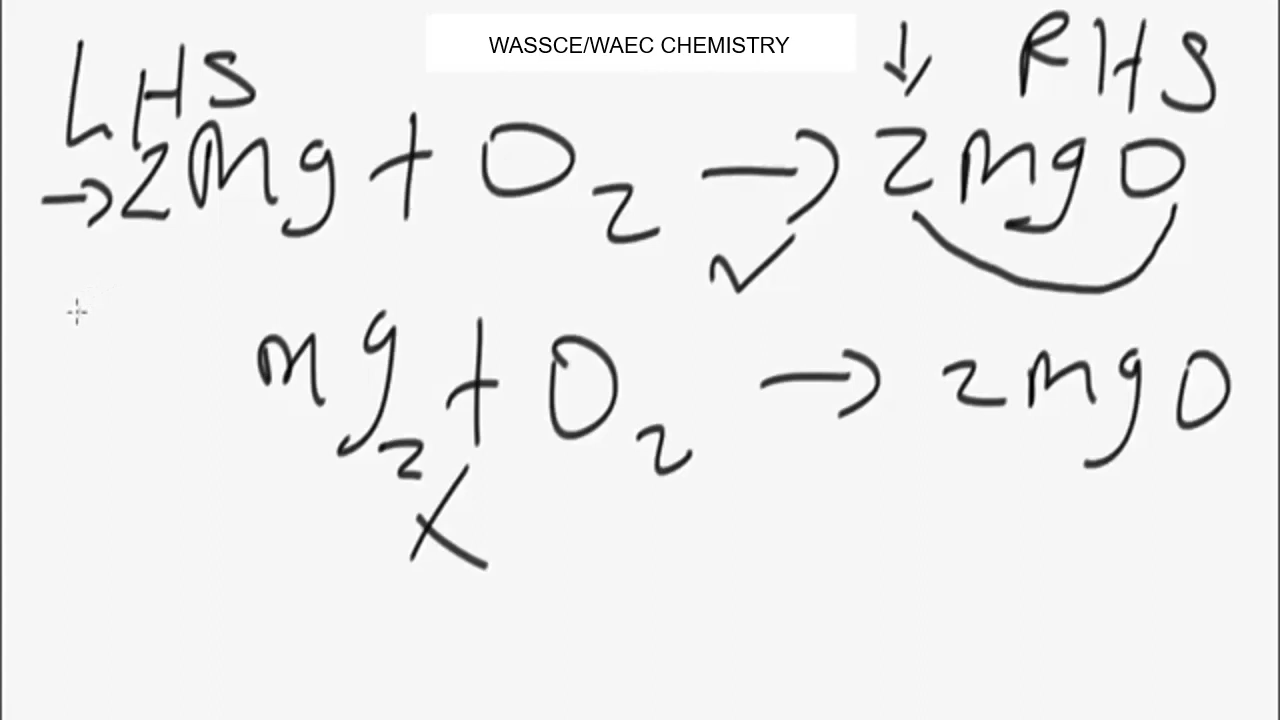 WASSCE/WAEC CHEMISTRY
LHS RHS
→2Mg + O₂ → 2MgO
Mg₂ + O₂ → 2MgO